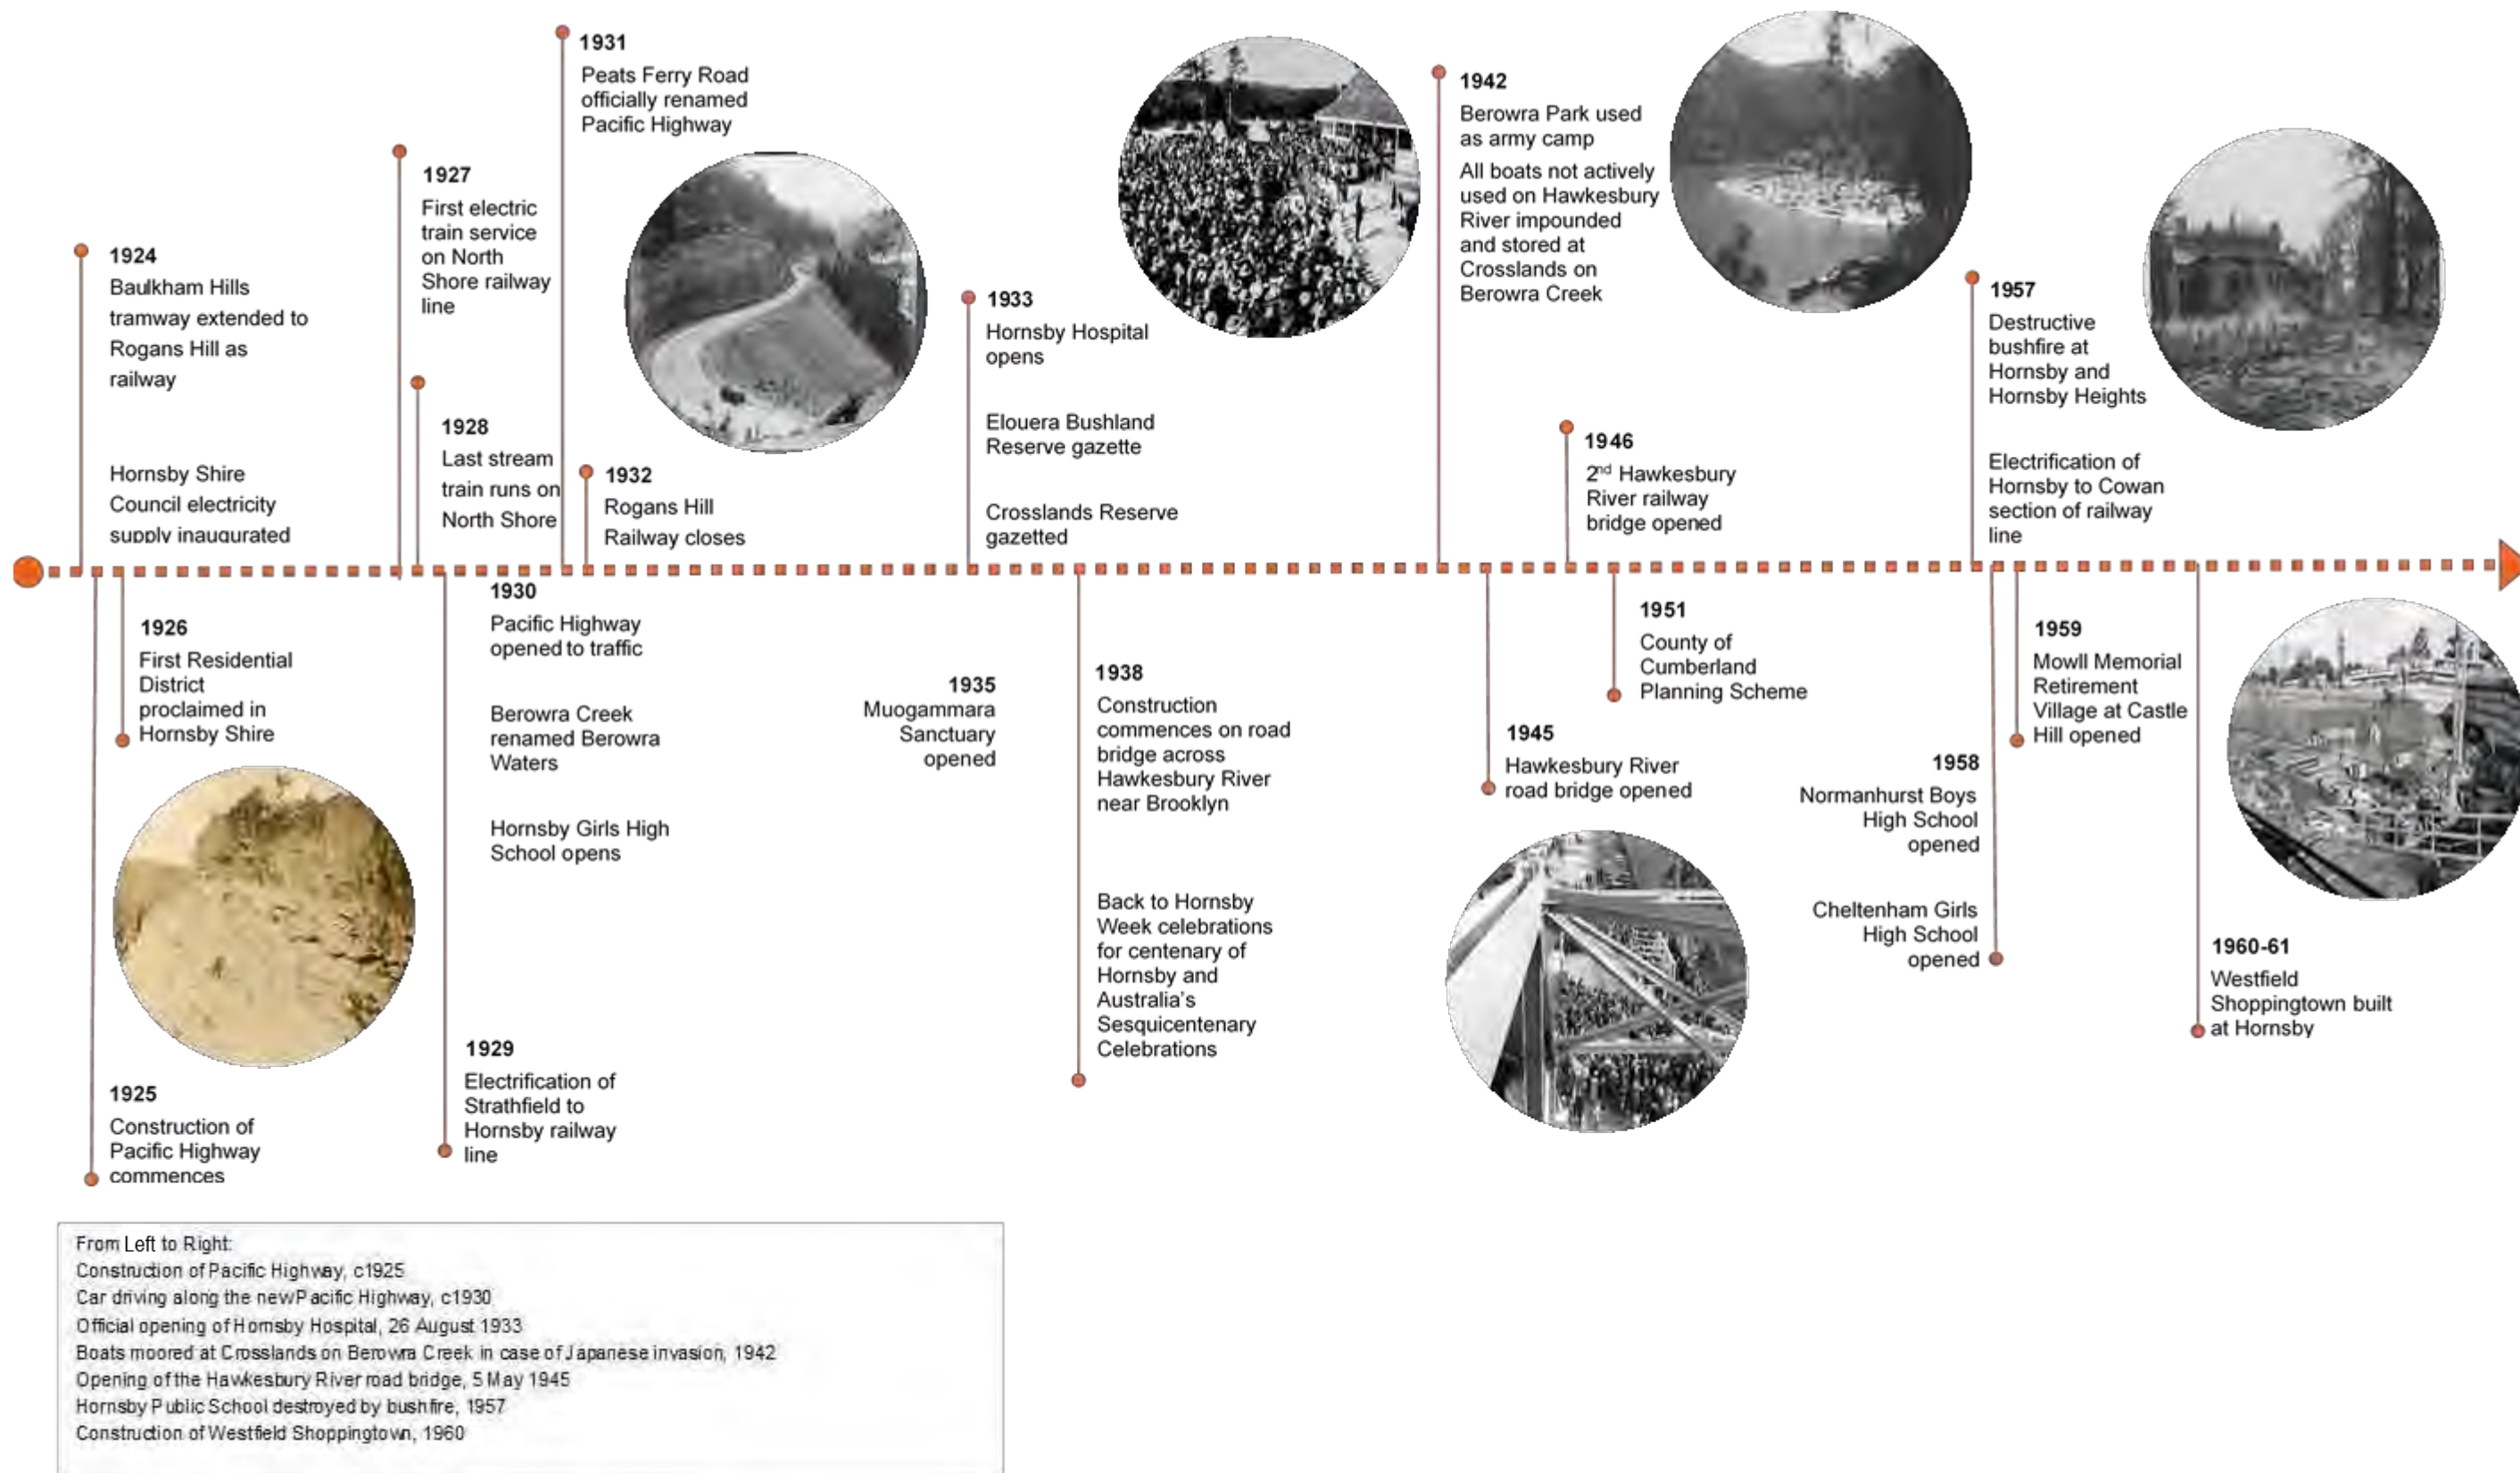 1924
Baulkham Hills
tramway extended to
Rogans Hill as
railway
Hornsby Shire
Council electricity
supply inaugurated
1927
First electric
train service
on North
Shore railway
line
1928
Last stream
train runs on
North Shore
1931
Peats Ferry Road
officially renamed
Pacific Highway
1932
Rogans Hill
Railway closes
1933
Hornsby Hospital
opens
Elouera Bushland
Reserve gazette
Crosslands Reserve
gazetted
1942
Berowra Park used
as army camp
All boats not actively
used on Hawkesbury
River impounded
and stored at
Crosslands on
Berowra Creek
1946
2nd Hawkesbury
River railway
bridge opened
1957
Destructive
bushfire at
Hornsby and
Hornsby Heights
Electrification of
Hornsby to Cowan
section of railway
line
1925
Construction of
Pacific Highway
commences
1926
First Residential
District
proclaimed in
Hornsby Shire
1929
Electrification of
Strathfield to
Hornsby railway
line
1930
Pacific Highway
opened to traffic
Berowra Creek
renamed Berowra
Waters
Hornsby Girls High
School opens
1935
Muogammara
Sanctuary
opened
1938
Construction
commences on road
bridge across
Hawkesbury River
near Brooklyn
Back to Hornsby
Week celebrations
for centenary of
Hornsby and
Australia's
Sesquicentenary
Celebrations
1945
Hawkesbury River
road bridge opened
1951
County of
Cumberland
Planning Scheme
1958
Normanhurst Boys
High School
opened
Cheltenham Girls
High School
opened
1959
Mowll Memorial
Retirement
Village at Castle
Hill opened
1960-61
Westfield
Shoppingtown built
at Hornsby
From Left to Right:
Construction of Pacific Highway, c1925
Car driving along the new Pacific Highway, c1930
Official opening of Hornsby Hospital, 26 August 1933
Boats moored at Crosslands on Berowra Creek in case of Japanese invasion, 1942
Opening of the Hawkesbury River road bridge, 5 May 1945
Hornsby Public School destroyed by bushfire, 1957
Construction of Westfield Shoppingtown, 1960